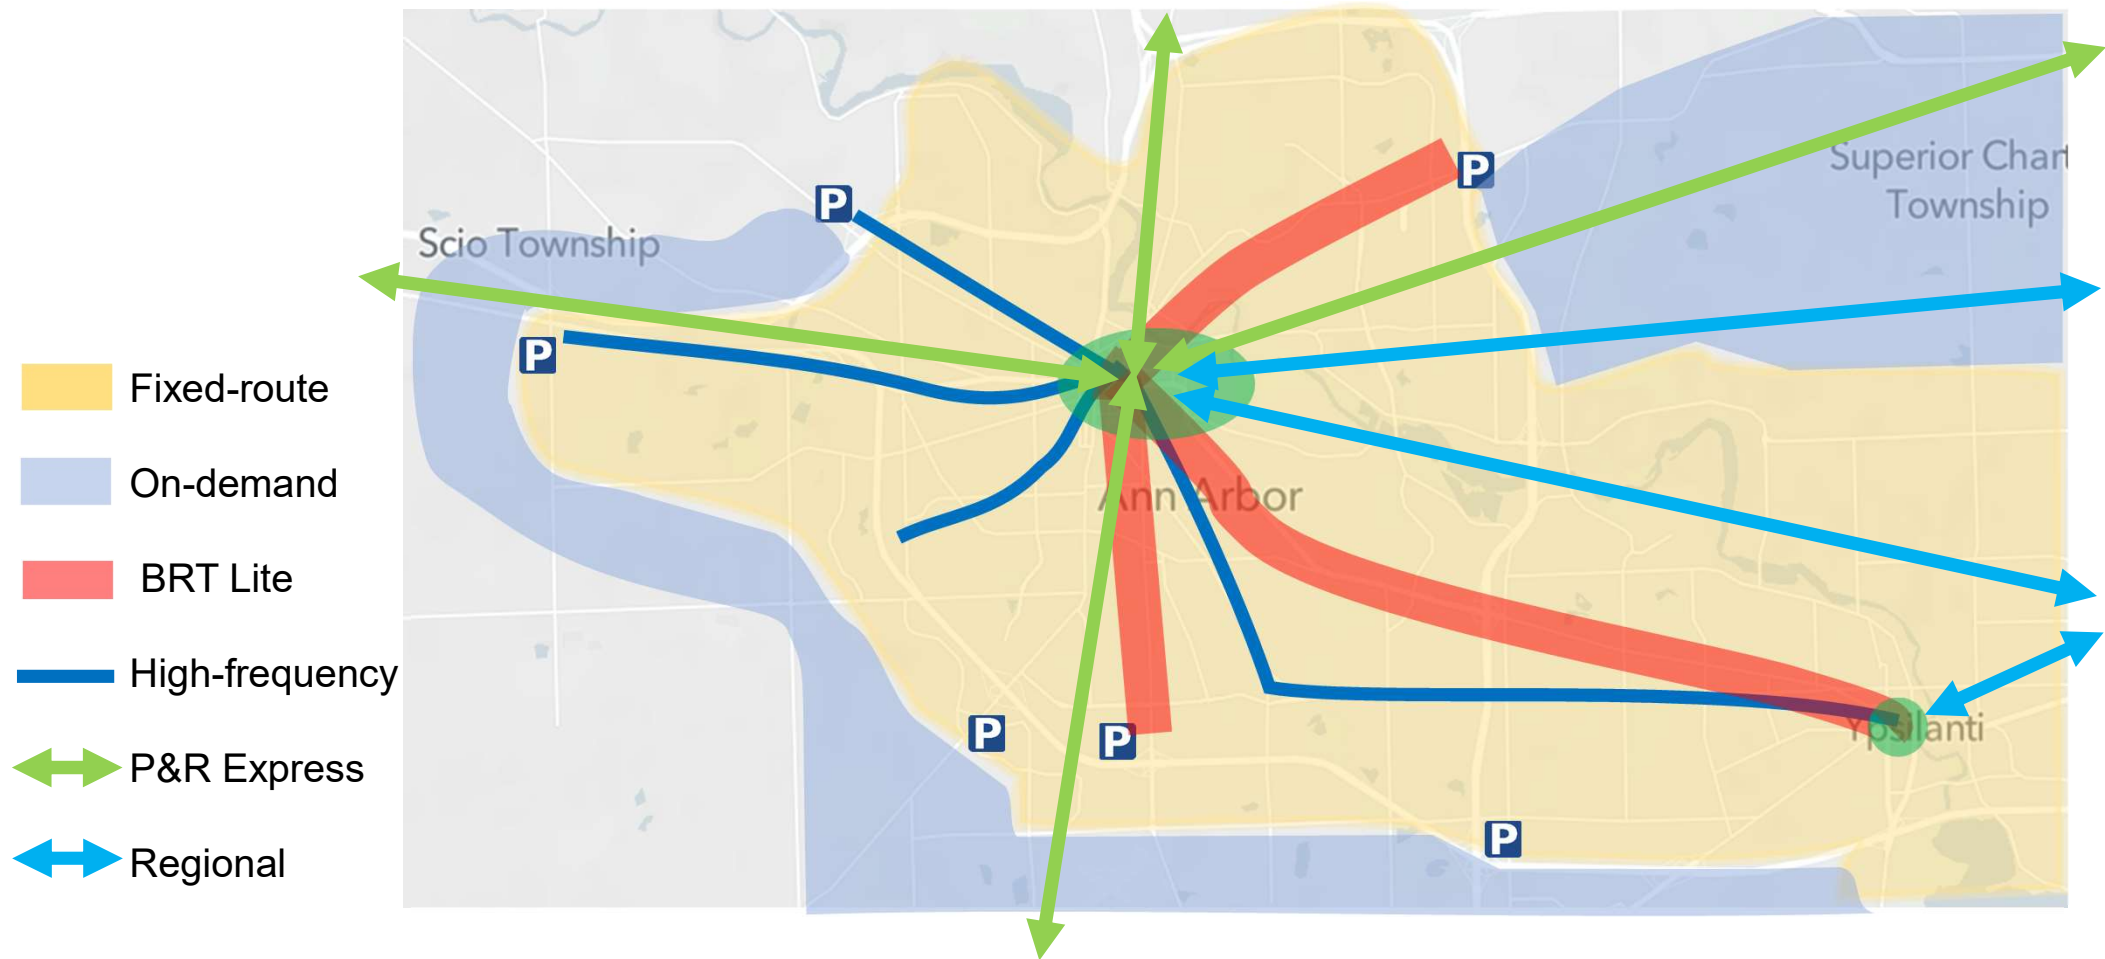 Superior Chart
Township
Scio Township
P
P
P
Ann Arbor
Ypsilanti
P
P
P
Fixed-route
On-demand
BRT Lite
High-frequency
P&R Express
Regional